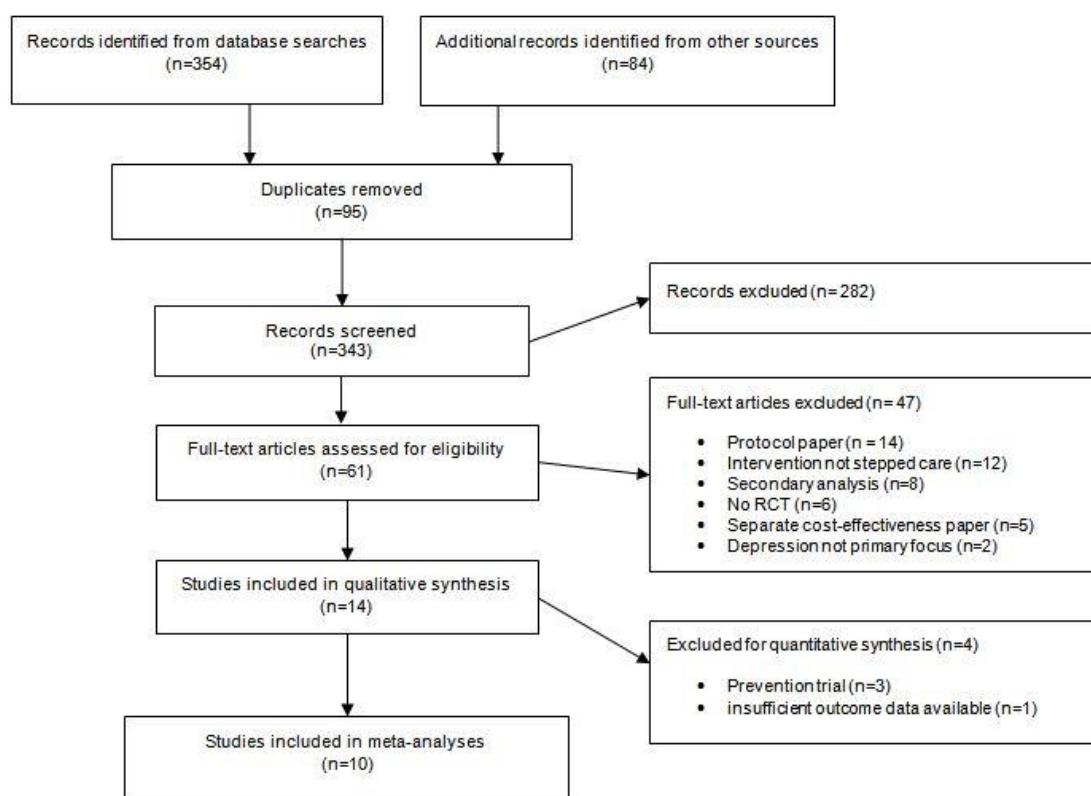 Records identified from database searches
(n=354)
Additional records identified from other sources
(n=84)
Duplicates removed
(n=95)
Records screened
(n=343)
Records excluded (n= 282)
Full-text articles assessed for eligibility
(n=61)
Full-text articles excluded (n= 47)
• Protocol paper (n = 14)
• Intervention not stepped care (n=12)
• Secondary analysis (n=8)
• No RCT (n=6)
• Separate cost-effectiveness paper (n=5)
• Depression not primary focus (n=2)
Studies included in qualitative synthesis
(n=14)
Excluded for quantitative synthesis (n=4)
• Prevention trial (n=3)
• insufficient outcome data available (n=1)
Studies included in meta-analyses
(n=10)